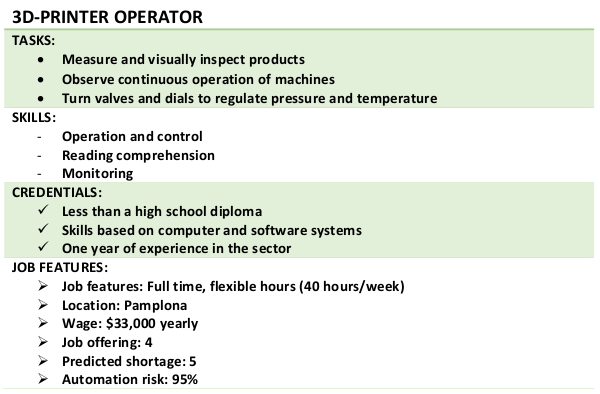 3D-PRINTER OPERATOR
TASKS:
• Measure and visually inspect products
• Observe continuous operation of machines
• Turn valves and dials to regulate pressure and temperature
SKILLS:
- Operation and control
- Reading comprehension
- Monitoring
CREDENTIALS:
✓ Less than a high school diploma
✓ Skills based on computer and software systems
✓ One year of experience in the sector
JOB FEATURES:
➢ Job features: Full time, flexible hours (40 hours/week)
➢ Location: Pamplona
➢ Wage: $33,000 yearly
➢ Job offering: 4
➢ Predicted shortage: 5
➢ Automation risk: 95%